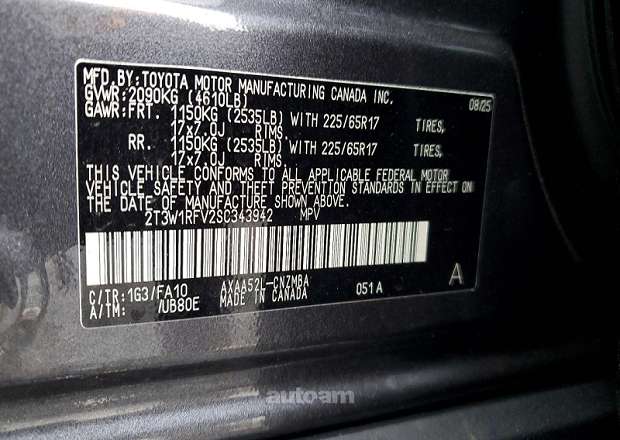 MFD.BY:TOYOTA MOTOR MANUFACTURING CANADA INC.
GVWR:2090KG (4610LB) 08/25
GAWR:FRT. 1150KG (2535LB) WITH 225/65R17 TIRES,
17x7.0J RIMS,
RR. 1150KG (2535LB) WITH 225/65R17 TIRES,
17x7.0J RIMS,
THIS VEHICLE CONFORMS TO ALL APPLICABLE FEDERAL MOTOR
VEHICLE SAFETY AND THEFT PREVENTION STANDARDS IN EFFECT ON
THE DATE OF MANUFACTURE SHOWN ABOVE.
2T3W1RFV2SC343942 MPV
C/TR:1G3/FA10 AXAA52L-CNZMBA 051A A
A/TM: /UB80E MADE IN CANADA
autoam